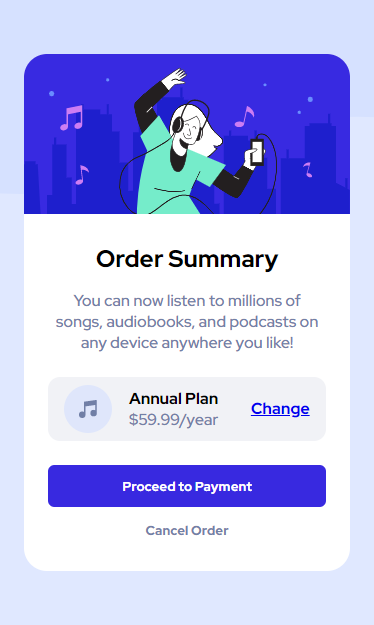 Order Summary
You can now listen to millions of
songs, audiobooks, and podcasts on
any device anywhere you like!
Annual Plan
$59.99/year
Change
Proceed to Payment
Cancel Order